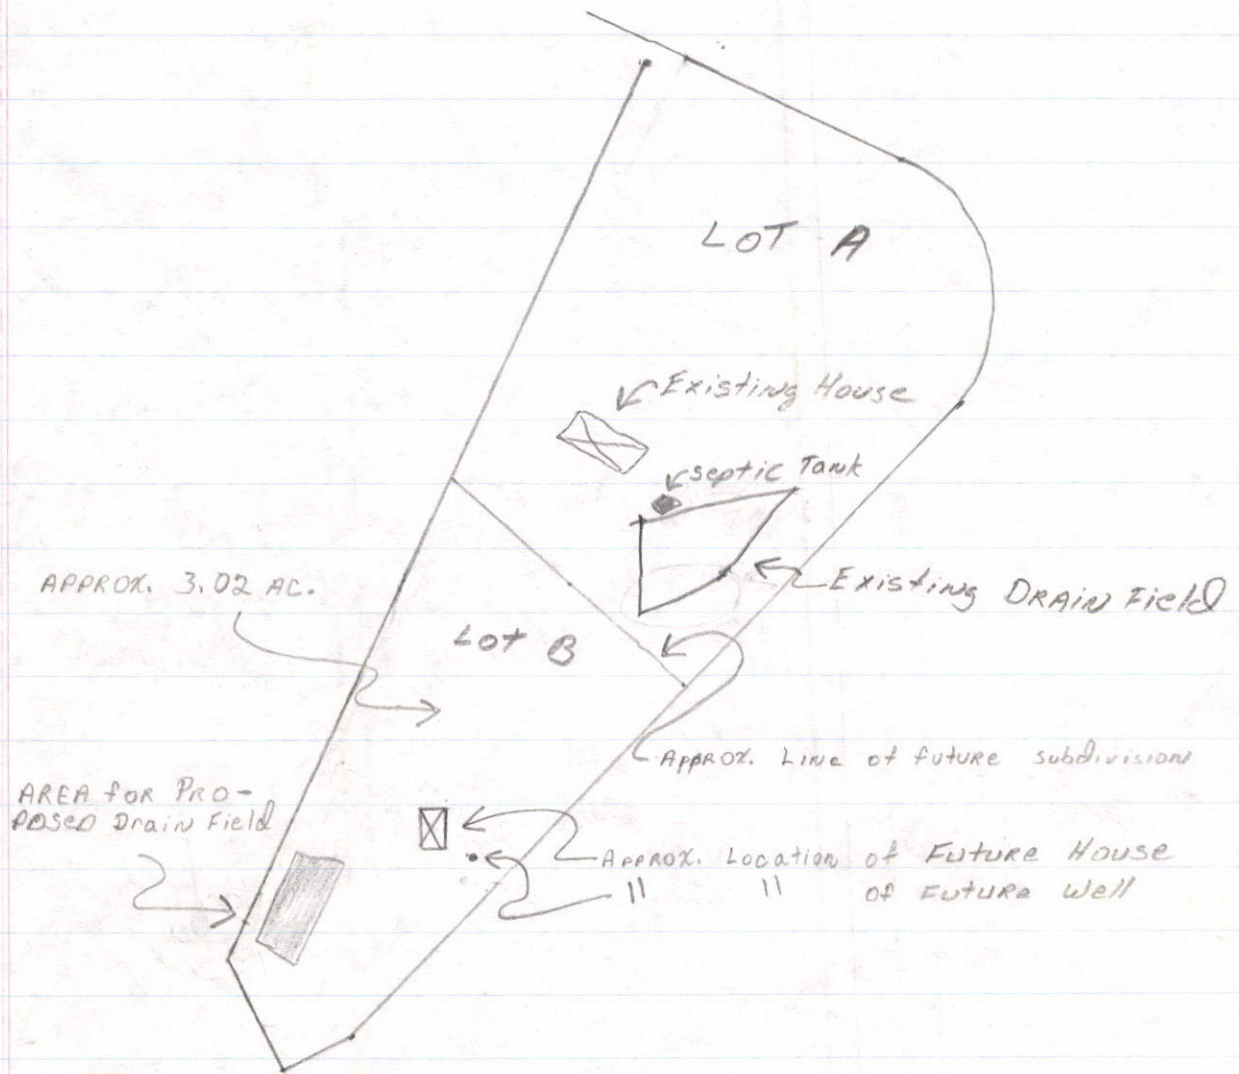 LOT A
Existing House
septic Tank
Existing DRAIN Field
APPROX. 3.02 AC.
Lot B
APPROX. Line of future subdivision
AREA for PRO-
POSED Drain Field
APPROX. Location of Future House
" " of Future Well